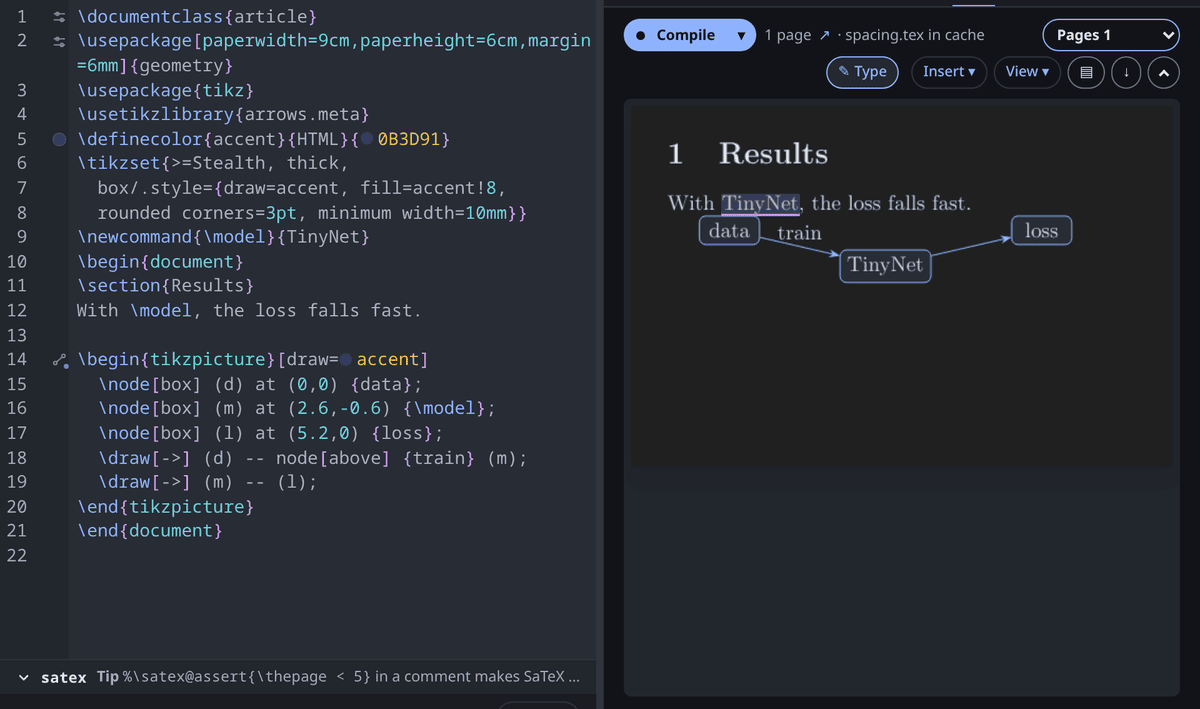 1 \documentclass{article}
2 \usepackage[paperwidth=9cm,paperheight=6cm,margin
=6mm]{geometry}
3 \usepackage{tikz}
4 \usetikzlibrary{arrows.meta}
5 \definecolor{accent}{HTML}{0B3D91}
6 \tikzset{>=Stealth, thick,
7 box/.style={draw=accent, fill=accent!8,
8 rounded corners=3pt, minimum width=10mm}}
9 \newcommand{\model}{TinyNet}
10 \begin{document}
11 \section{Results}
12 With \model, the loss falls fast.
13
14 \begin{tikzpicture}[draw=accent]
15 \node[box] (d) at (0,0) {data};
16 \node[box] (m) at (2.6,-0.6) {\model};
17 \node[box] (l) at (5.2,0) {loss};
18 \draw[->] (d) -- node[above] {train} (m);
19 \draw[->] (m) -- (l);
20 \end{tikzpicture}
21 \end{document}
22
satex Tip %\satex@assert{\thepage < 5} in a comment makes SaTeX ...
Compile 1 page ↗ · spacing.tex in cache Pages 1
Type Insert View
1 Results
With TinyNet, the loss falls fast.
data train loss
TinyNet